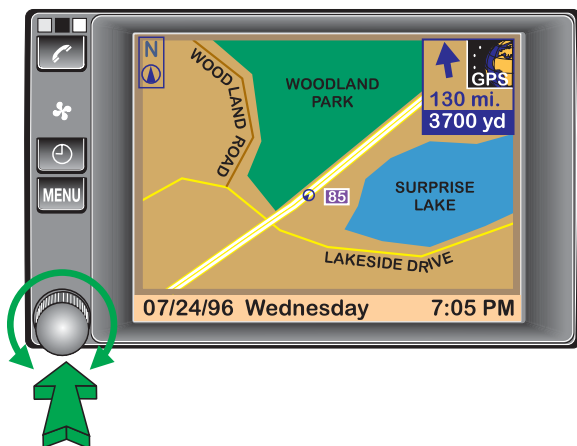 N
GPS
130 mi.
3700 yd
WOOD LAND ROAD
WOODLAND
PARK
MENU
85
SURPRISE
LAKE
LAKESIDE DRIVE
07/24/96 Wednesday 7:05 PM